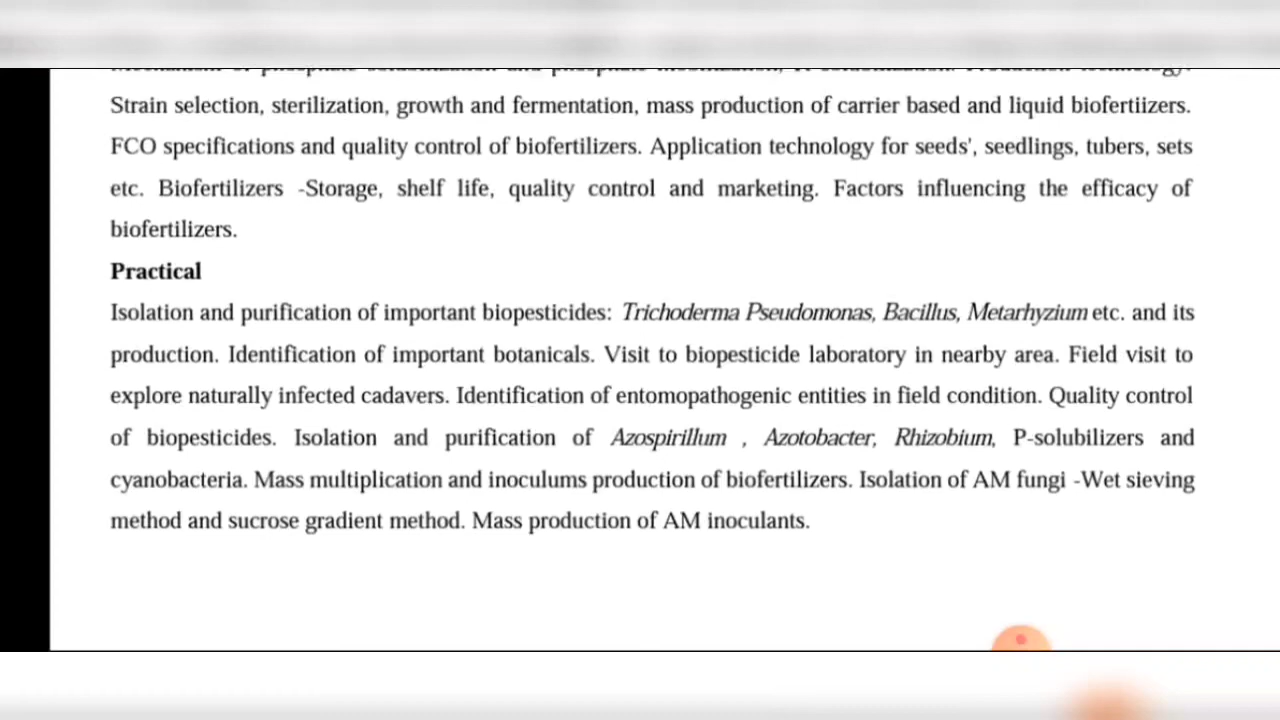 Strain selection, sterilization, growth and fermentation, mass production of carrier based and liquid biofertiizers.
FCO specifications and quality control of biofertilizers. Application technology for seeds', seedlings, tubers, sets
etc. Biofertilizers -Storage, shelf life, quality control and marketing. Factors influencing the efficacy of
biofertilizers.
Practical
Isolation and purification of important biopesticides: Trichoderma Pseudomonas, Bacillus, Metarhyzium etc. and its
production. Identification of important botanicals. Visit to biopesticide laboratory in nearby area. Field visit to
explore naturally infected cadavers. Identification of entomopathogenic entities in field condition. Quality control
of biopesticides. Isolation and purification of Azospirillum , Azotobacter, Rhizobium, P-solubilizers and
cyanobacteria. Mass multiplication and inoculums production of biofertilizers. Isolation of AM fungi -Wet sieving
method and sucrose gradient method. Mass production of AM inoculants.